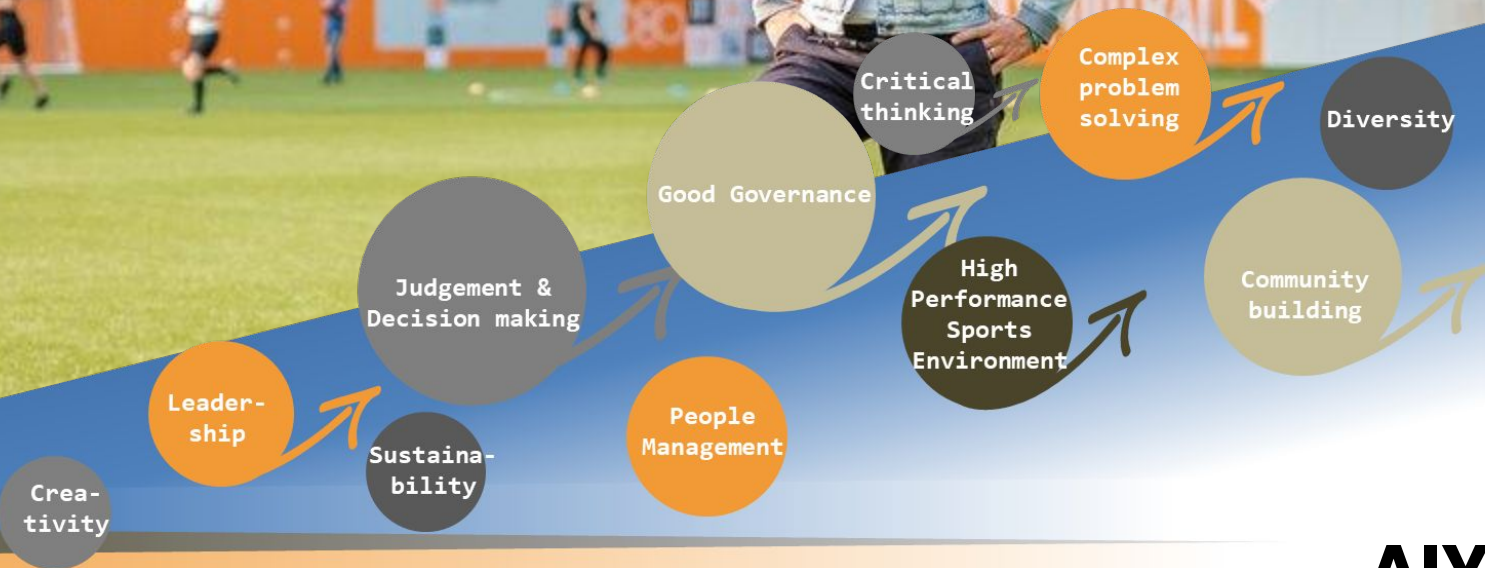 Critical
thinking
Complex
problem
solving
Diversity
Good Governance
Judgement &
Decision making
High
Performance
Sports
Environment
Community
building
Leader-
ship
People
Management
Sustaina-
bility
Crea-
tivity